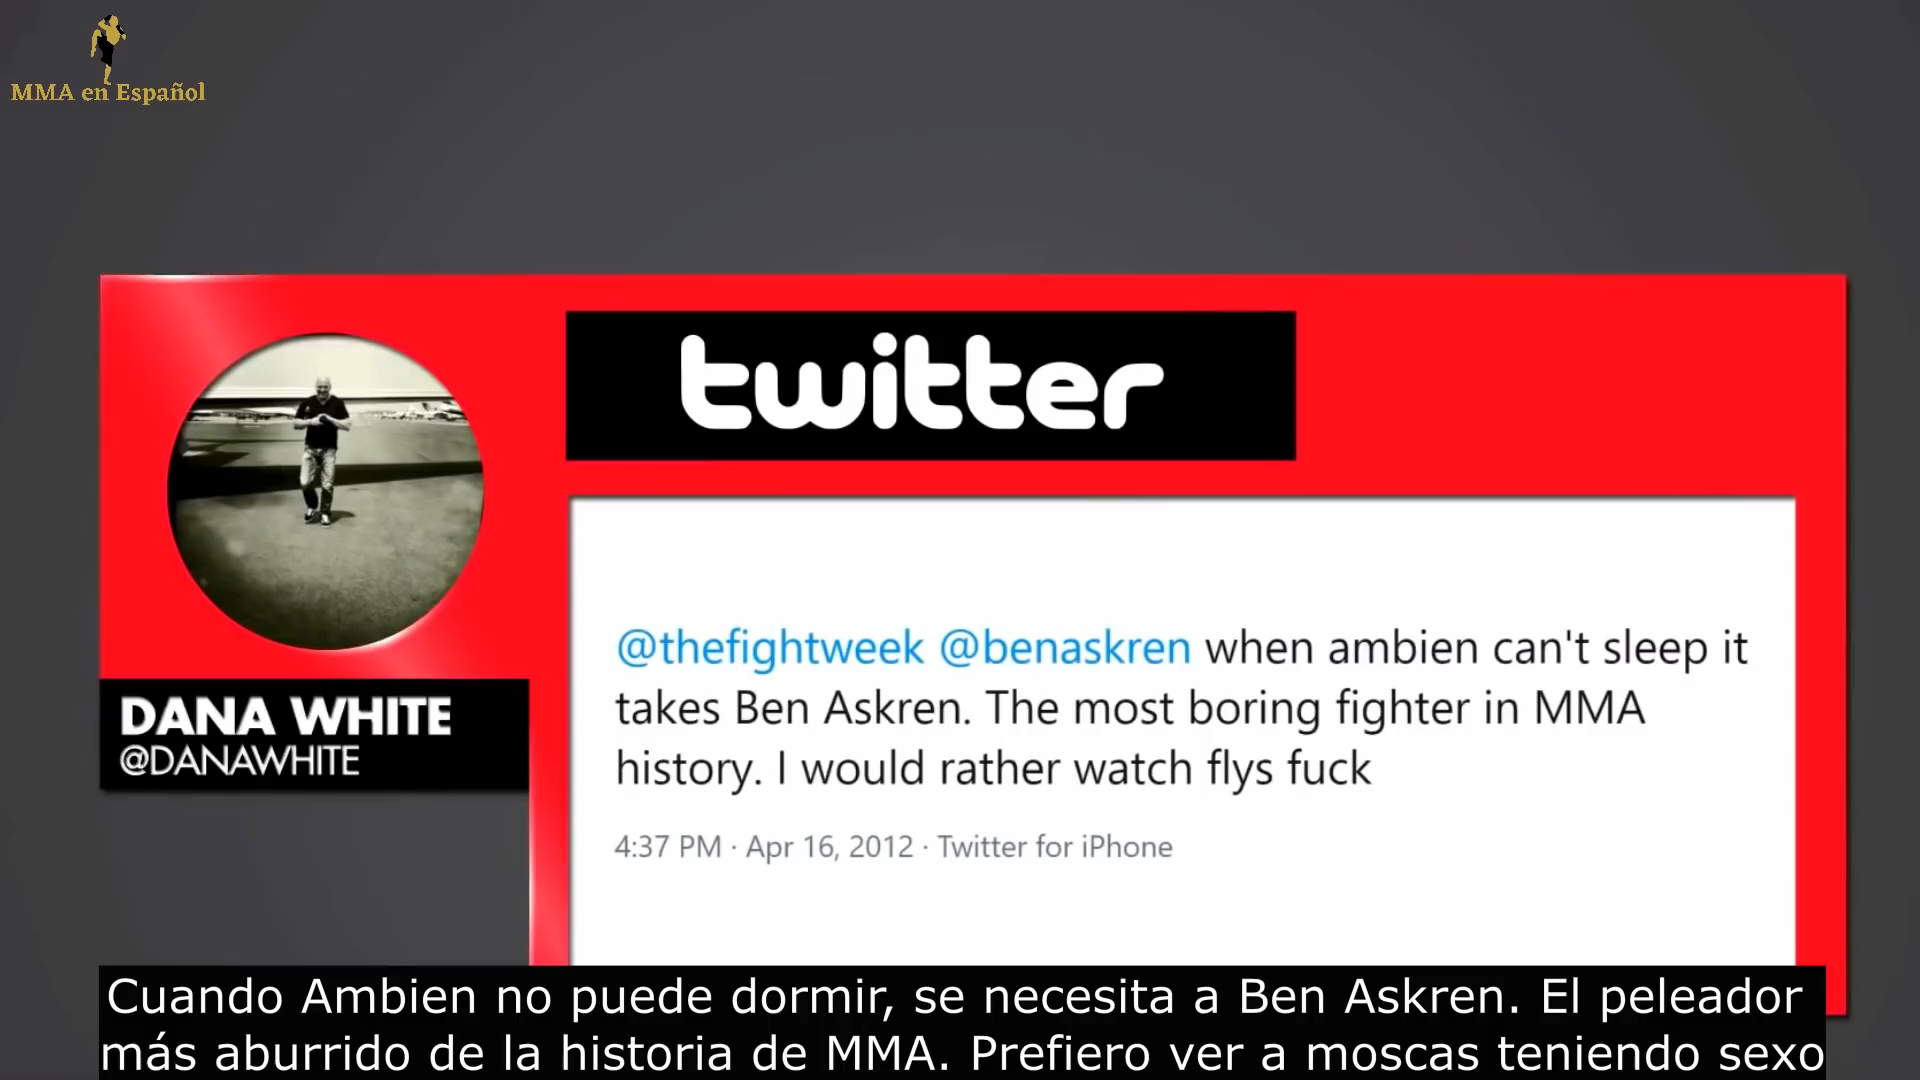 MMA en Español
twitter
@thefightweek @benaskren when ambien can't sleep it
takes Ben Askren. The most boring fighter in MMA
history. I would rather watch flys fuck
4:37 PM · Apr 16, 2012 · Twitter for iPhone
DANA WHITE
@DANAWHITE
Cuando Ambien no puede dormir, se necesita a Ben Askren. El peleador
más aburrido de la historia de MMA. Prefiero ver a moscas teniendo sexo